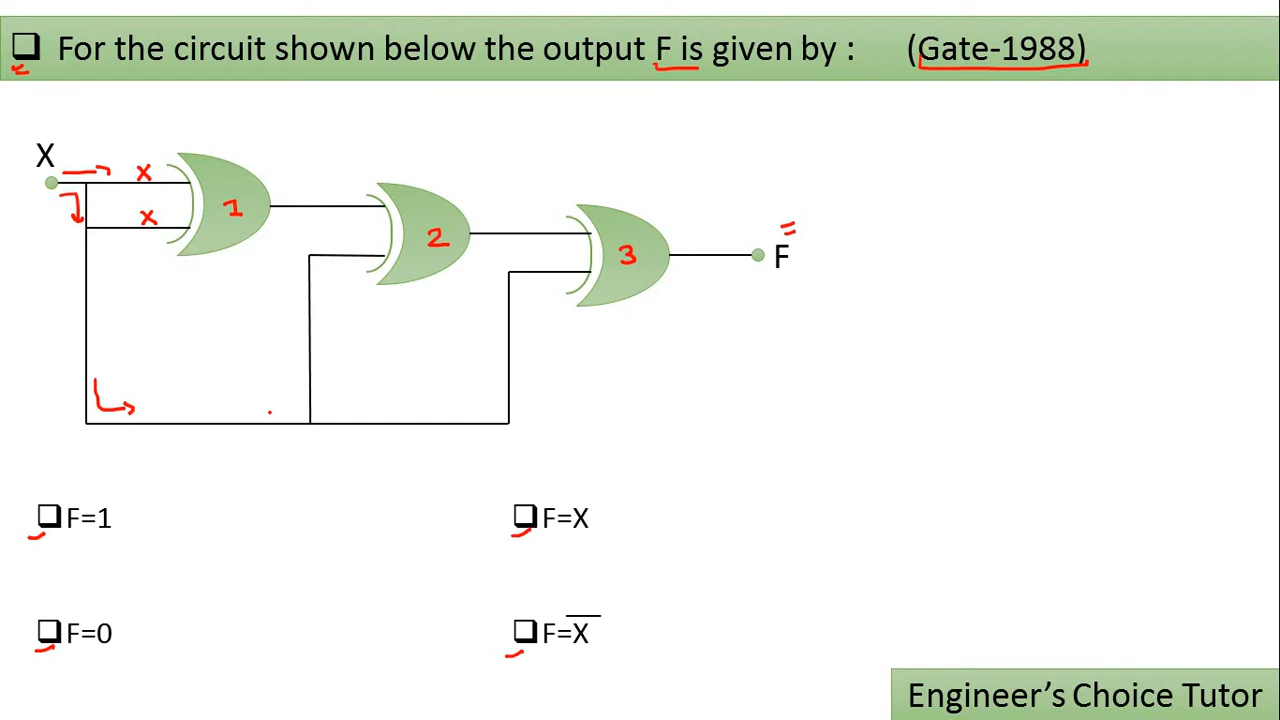 ❑ For the circuit shown below the output F is given by : (Gate-1988)
X
x
x
1
2
3
=
F
❑F=1
❑F=X
❑F=0
❑F=X̅
Engineer's Choice Tutor